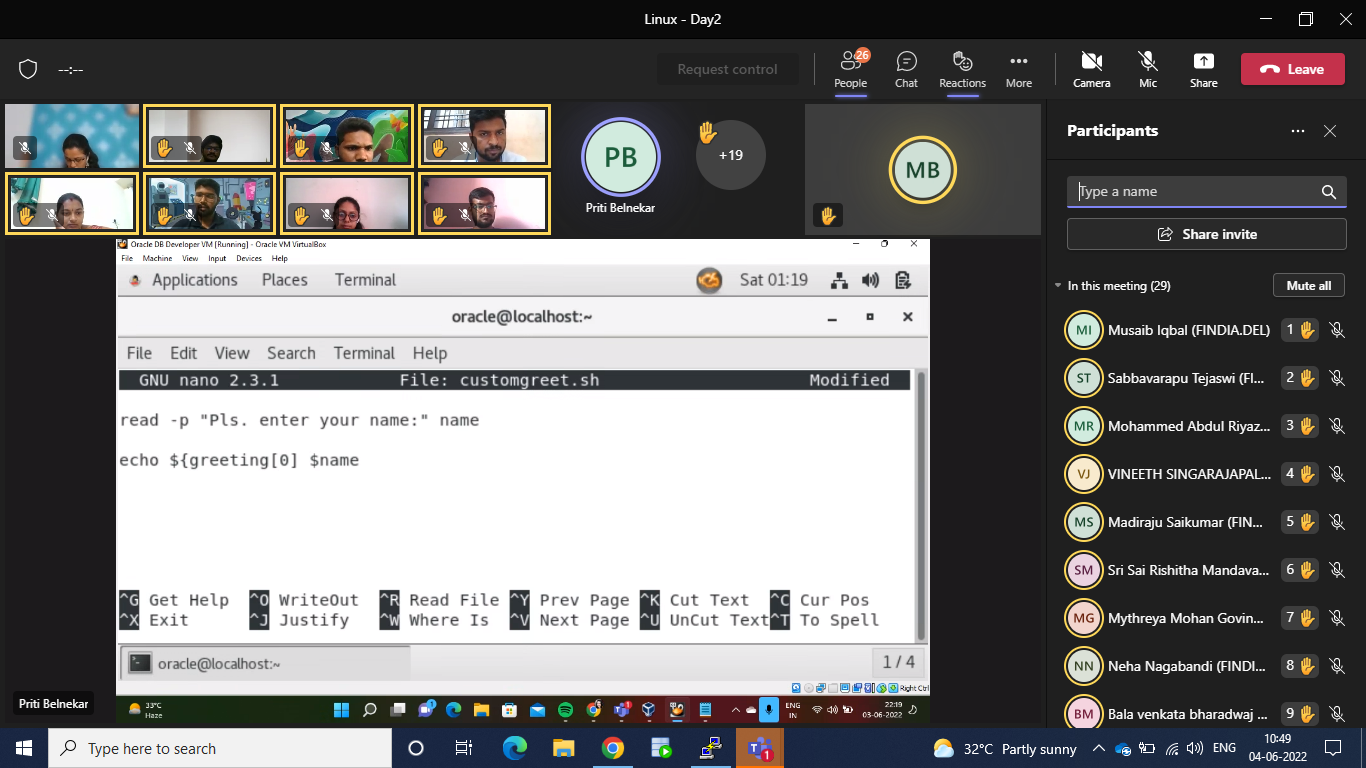 Linux - Day2
--:--
Request control
26
People
Chat
Reactions
More
Camera
Mic
Share
Leave
PB
Priti Belnekar
+19
MB
Participants
Type a name
Share invite
In this meeting (29)
Mute all
MI Musaib Iqbal (FINDIA.DEL) 1
ST Sabbavarapu Tejaswi (FI... 2
MR Mohammed Abdul Riyaz... 3
VJ VINEETH SINGARAJAPAL... 4
MS Madiraju Saikumar (FIN... 5
SM Sri Sai Rishitha Mandava... 6
MG Mythreya Mohan Govin... 7
NN Neha Nagabandi (FINDI... 8
BM Bala venkata bharadwaj ... 9
Oracle DB Developer VM [Running] - Oracle VM VirtualBox
File Machine View Input Devices Help
Applications Places Terminal Sat 01:19
oracle@localhost:~
File Edit View Search Terminal Help
GNU nano 2.3.1 File: customgreet.sh Modified
read -p "Pls. enter your name:" name
echo ${greeting[0] $name
^G Get Help ^O WriteOut ^R Read File ^Y Prev Page ^K Cut Text ^C Cur Pos
^X Exit ^J Justify ^W Where Is ^V Next Page ^U UnCut Text ^T To Spell
oracle@localhost:~ 1 / 4
Right Ctrl
Priti Belnekar
33°C
Haze
ENG
IN
22:19
03-06-2022
Type here to search
1
32°C Partly sunny
ENG
10:49
04-06-2022